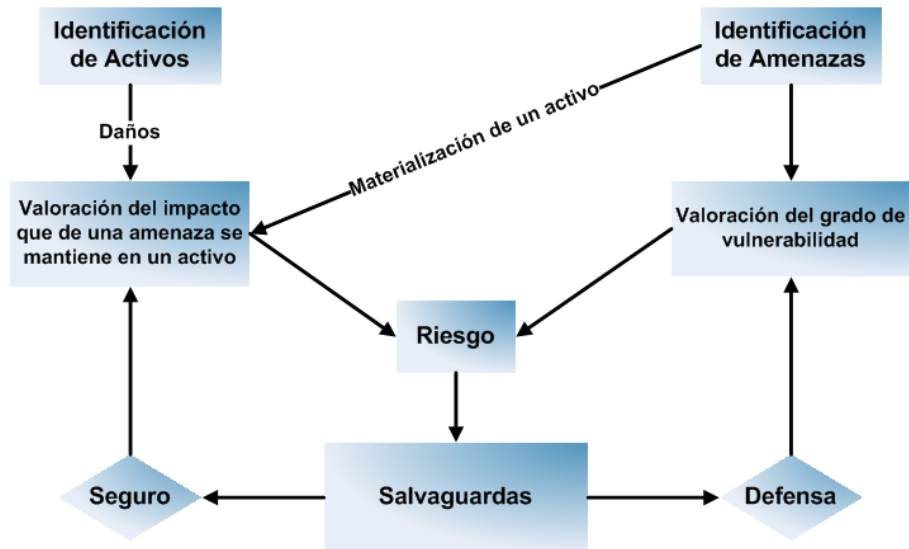 Identificación
de Activos
Identificación
de Amenazas
Daños
Materialización de un activo
Valoración del impacto
que de una amenaza se
mantiene en un activo
Valoración del grado de
vulnerabilidad
Riesgo
Seguro
Salvaguardas
Defensa